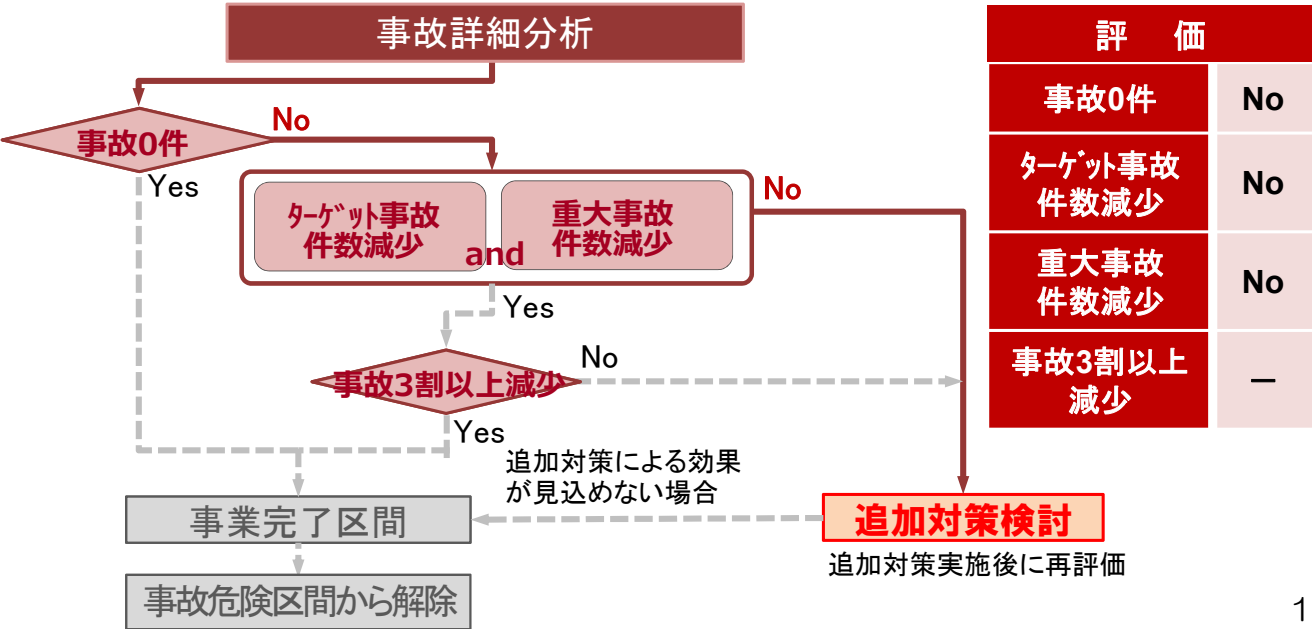 事故詳細分析
事故0件
No
Yes
ﾀｰｹﾞｯﾄ事故
件数減少
and
重大事故
件数減少
No
Yes
事故3割以上減少
No
Yes
追加対策による効果
が見込めない場合
事業完了区間
追加対策検討
追加対策実施後に再評価
事故危険区間から解除
評　価
事故0件 No
ﾀｰｹﾞｯﾄ事故
件数減少 No
重大事故
件数減少 No
事故3割以上
減少 －
1